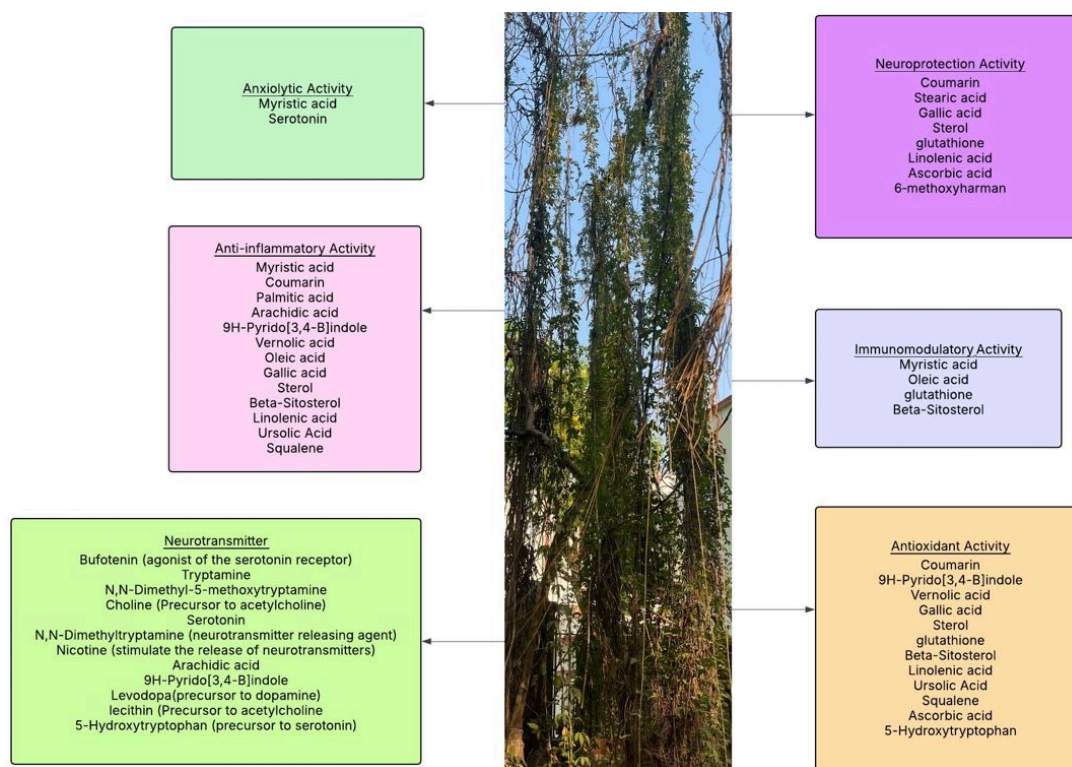 Anxiolytic Activity
Myristic acid
Serotonin
Anti-inflammatory Activity
Myristic acid
Coumarin
Palmitic acid
Arachidic acid
9H-Pyrido[3,4-B]indole
Vernolic acid
Oleic acid
Gallic acid
Sterol
Beta-Sitosterol
Linolenic acid
Ursolic Acid
Squalene
Neurotransmitter
Bufotenin (agonist of the serotonin receptor)
Tryptamine
N,N-Dimethyl-5-methoxytryptamine
Choline (Precursor to acetylcholine)
Serotonin
N,N-Dimethyltryptamine (neurotransmitter releasing agent)
Nicotine (stimulate the release of neurotransmitters)
Arachidic acid
9H-Pyrido[3,4-B]indole
Levodopa(precursor to dopamine)
lecithin (Precursor to acetylcholine
5-Hydroxytryptophan (precursor to serotonin)
Neuroprotection Activity
Coumarin
Stearic acid
Gallic acid
Sterol
glutathione
Linolenic acid
Ascorbic acid
6-methoxyharman
Immunomodulatory Activity
Myristic acid
Oleic acid
glutathione
Beta-Sitosterol
Antioxidant Activity
Coumarin
9H-Pyrido[3,4-B]indole
Vernolic acid
Gallic acid
Sterol
glutathione
Beta-Sitosterol
Linolenic acid
Ursolic Acid
Squalene
Ascorbic acid
5-Hydroxytryptophan